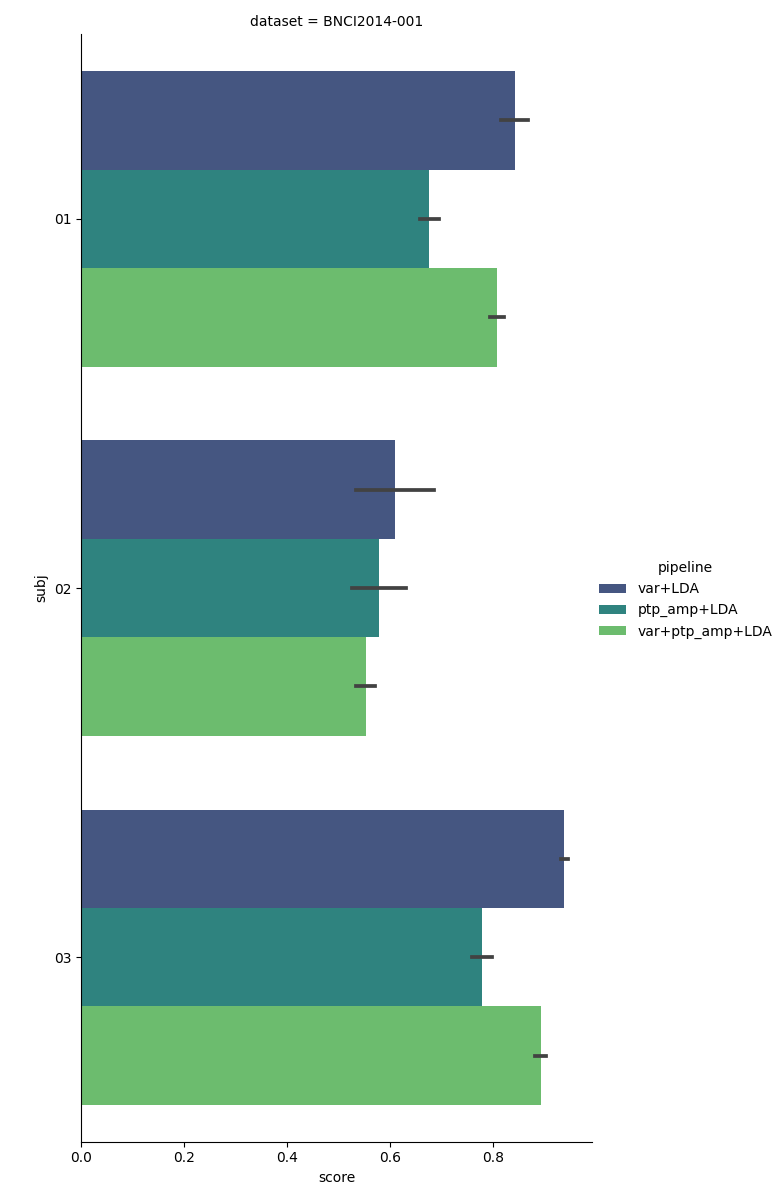 dataset = BNCI2014-001
01
02
03
subj
0.0 0.2 0.4 0.6 0.8
score
pipeline
var+LDA
ptp_amp+LDA
var+ptp_amp+LDA